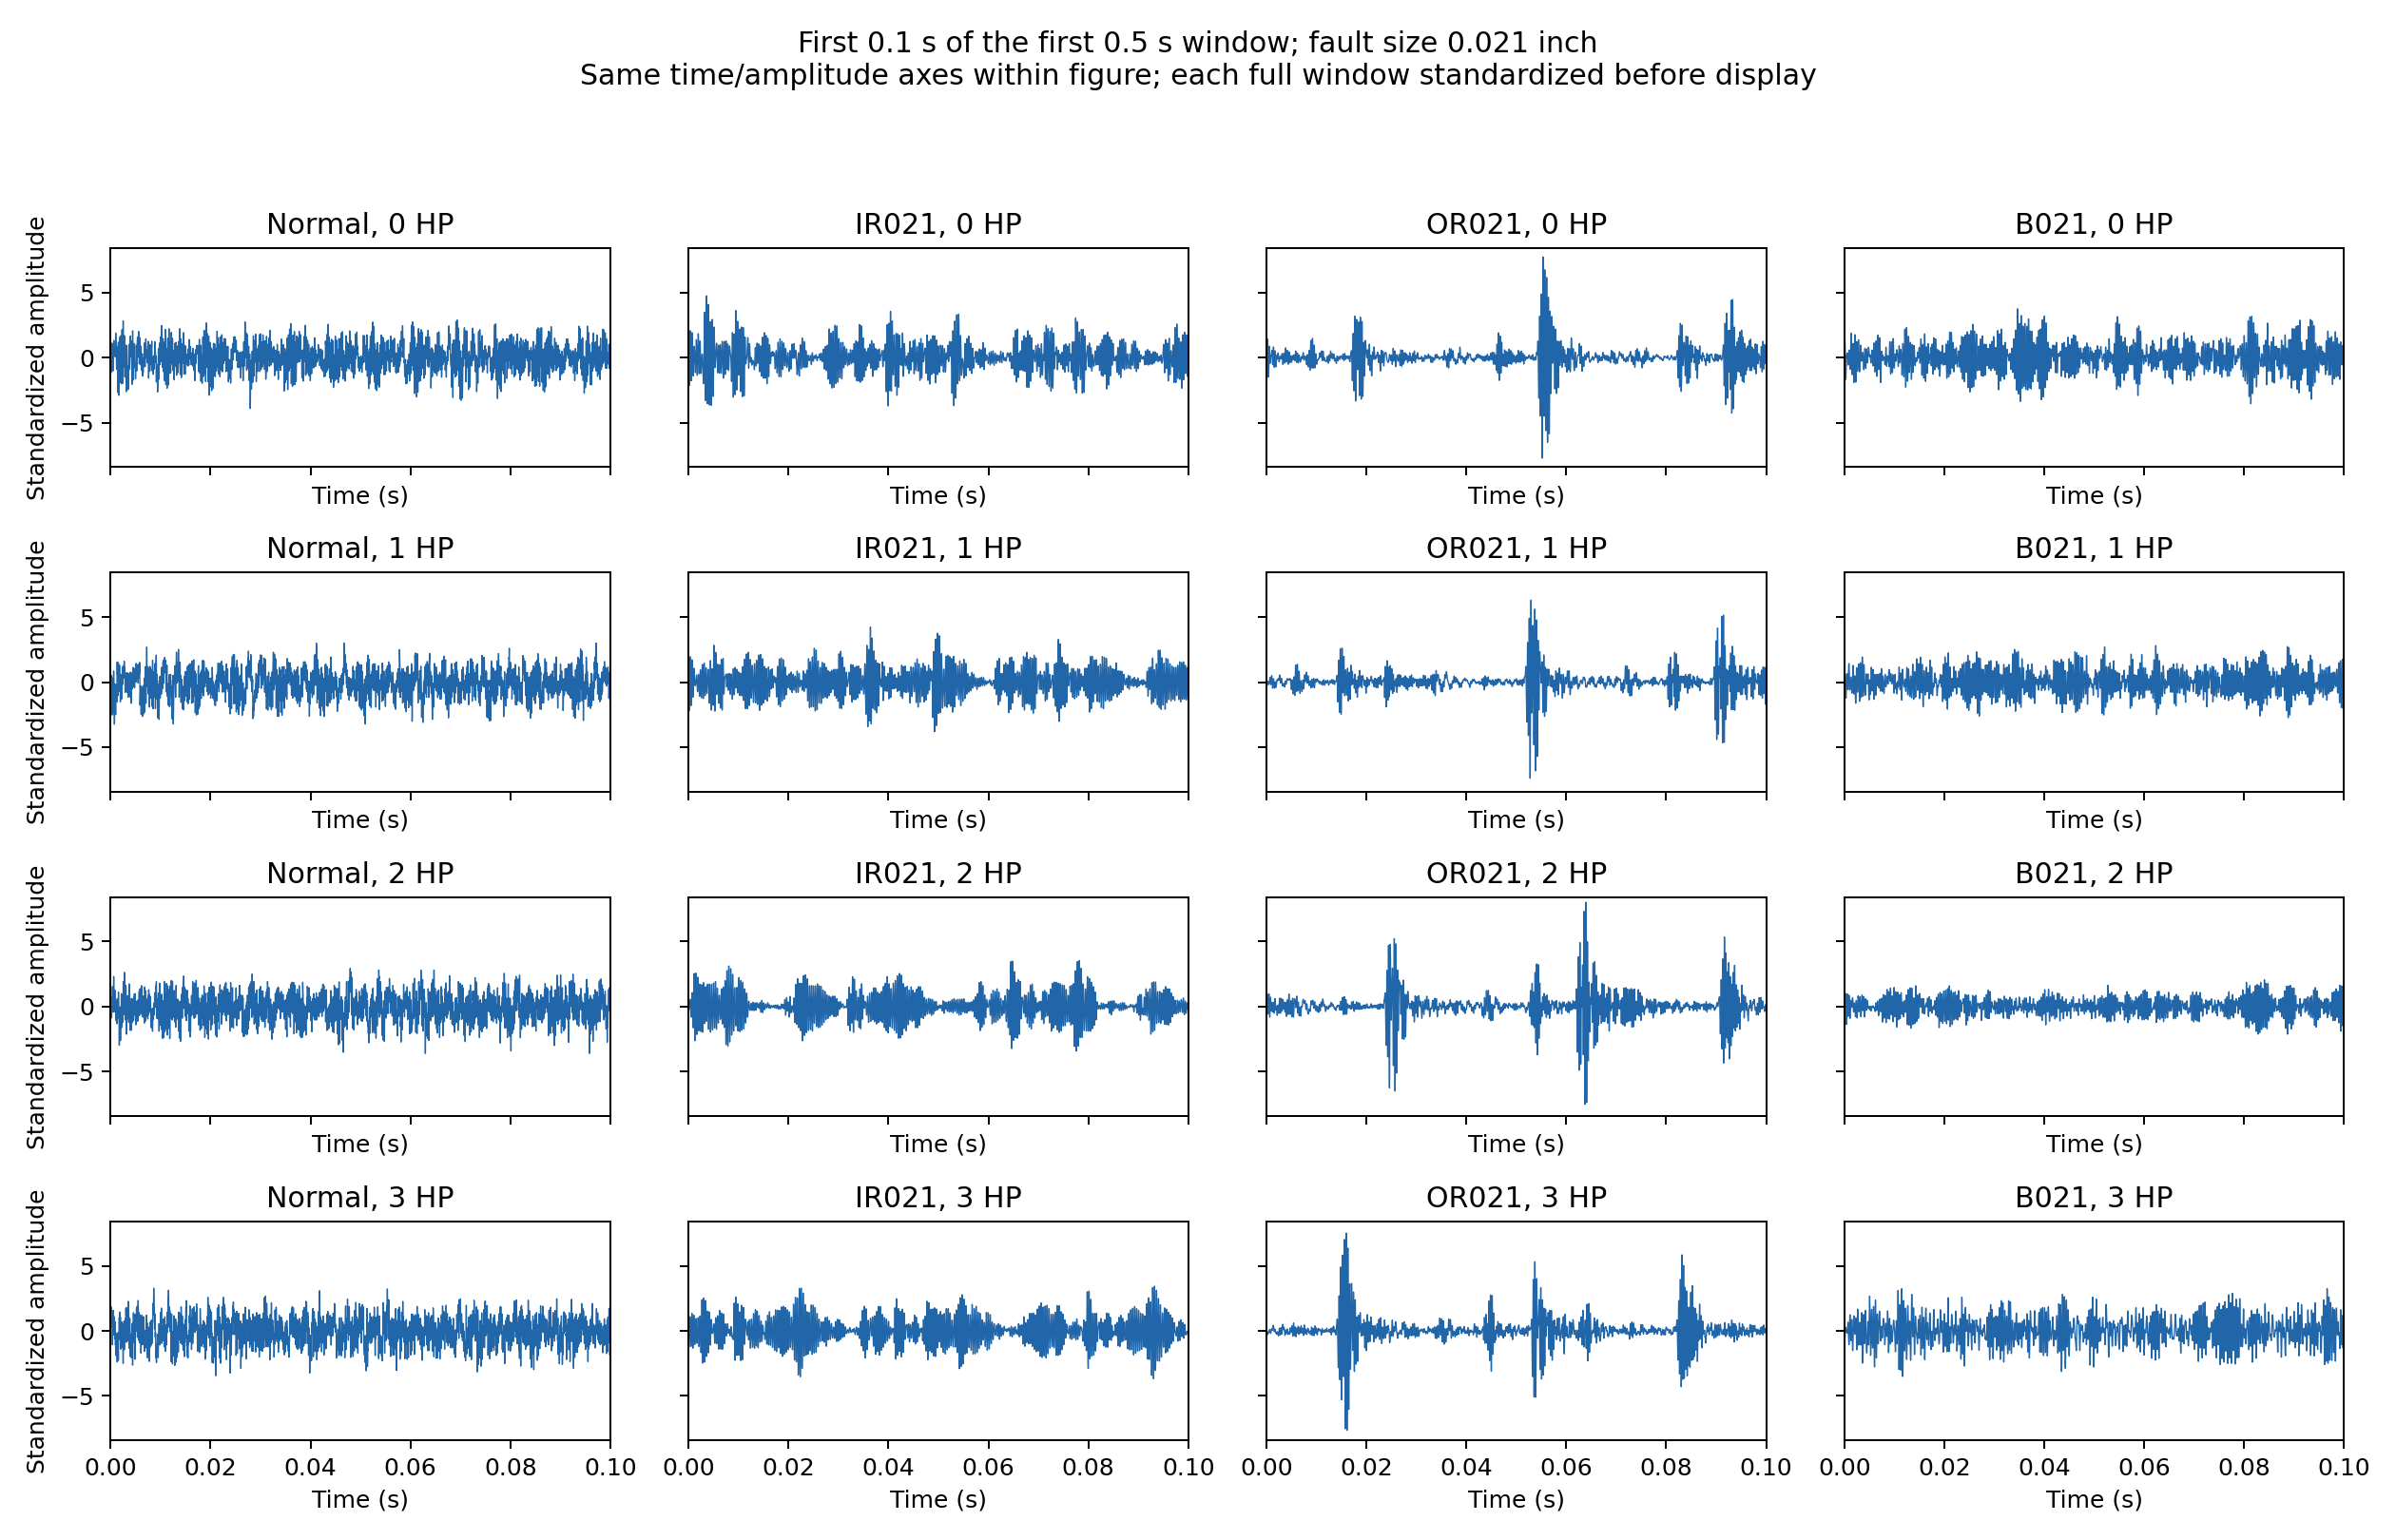 First 0.1 s of the first 0.5 s window; fault size 0.021 inch
Same time/amplitude axes within figure; each full window standardized before display
Normal, 0 HP
IR021, 0 HP
OR021, 0 HP
B021, 0 HP
Standardized amplitude
5
0
−5
Time (s)
Time (s)
Time (s)
Time (s)
Normal, 1 HP
IR021, 1 HP
OR021, 1 HP
B021, 1 HP
Standardized amplitude
5
0
−5
Time (s)
Time (s)
Time (s)
Time (s)
Normal, 2 HP
IR021, 2 HP
OR021, 2 HP
B021, 2 HP
Standardized amplitude
5
0
−5
Time (s)
Time (s)
Time (s)
Time (s)
Normal, 3 HP
IR021, 3 HP
OR021, 3 HP
B021, 3 HP
Standardized amplitude
5
0
−5
0.00 0.02 0.04 0.06 0.08 0.10
0.00 0.02 0.04 0.06 0.08 0.10
0.00 0.02 0.04 0.06 0.08 0.10
0.00 0.02 0.04 0.06 0.08 0.10
Time (s)
Time (s)
Time (s)
Time (s)